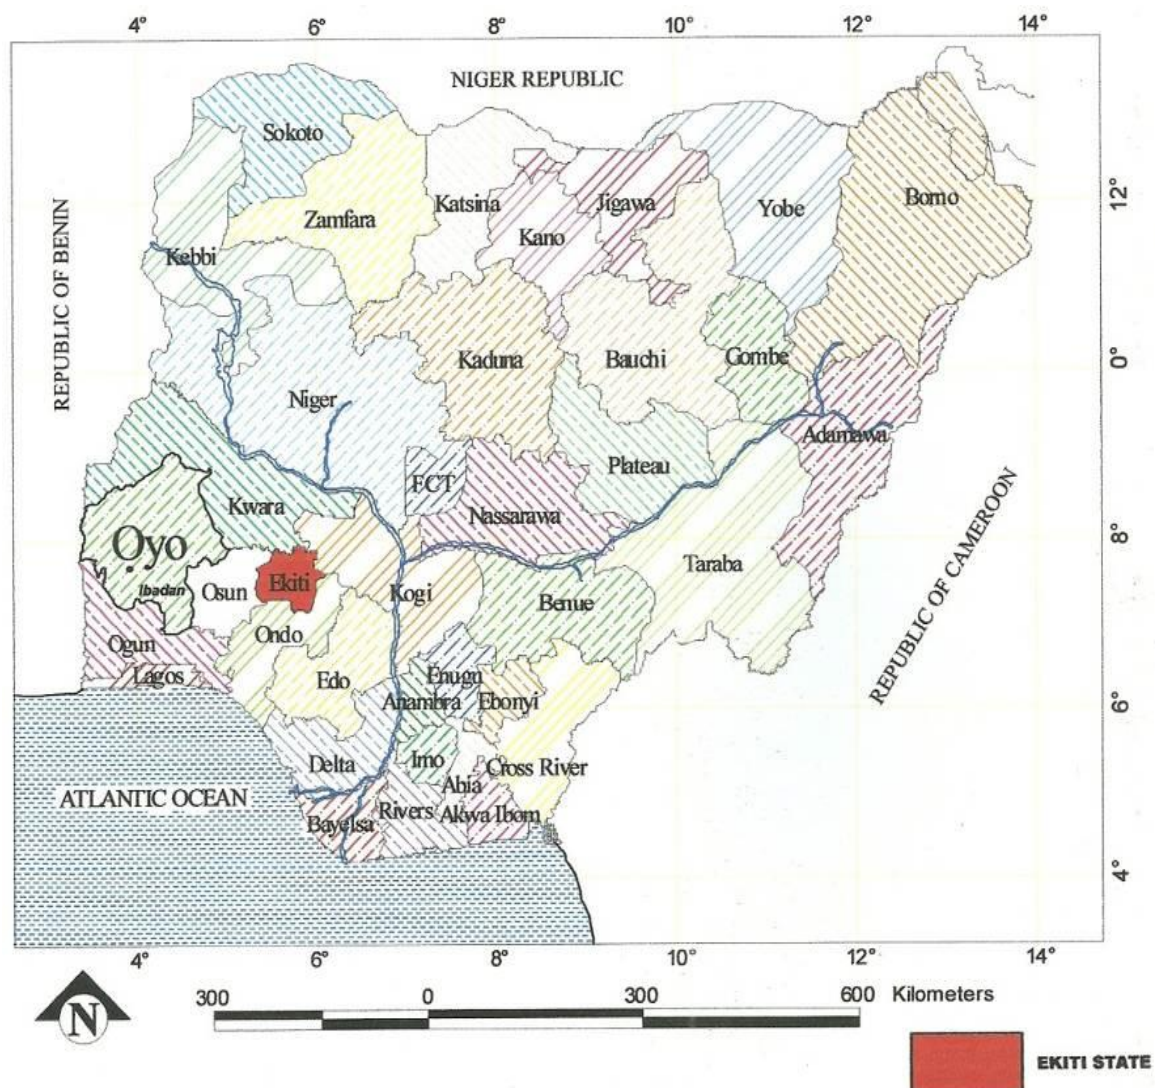 4° 6° 8° 10° 12° 14°
NIGER REPUBLIC
Sokoto
Katsina
Zamfara
Jigawa
Kano
Yobe
Borno
12°
REPUBLIC OF BENIN
Kebbi
Kaduna
Bauchi
Gombe
0°
Niger
Adamawa
Plateau
FCT
Kwara
Nassarawa
8°
Oyo
Ibadan
Osun
Ekiti
Kogi
Benue
Taraba
REPUBLIC OF CAMEROON
Ogun
Ondo
Lagos
Edo
Enugu
Anambra
Ebonyi
6°
Delta
Imo
Cross River
Abia
ATLANTIC OCEAN
Bayelsa
Rivers
Akwa Ibom
4°
4° 6° 8° 10° 12° 14°
N
300 0 300 600 Kilometers
EKITI STATE